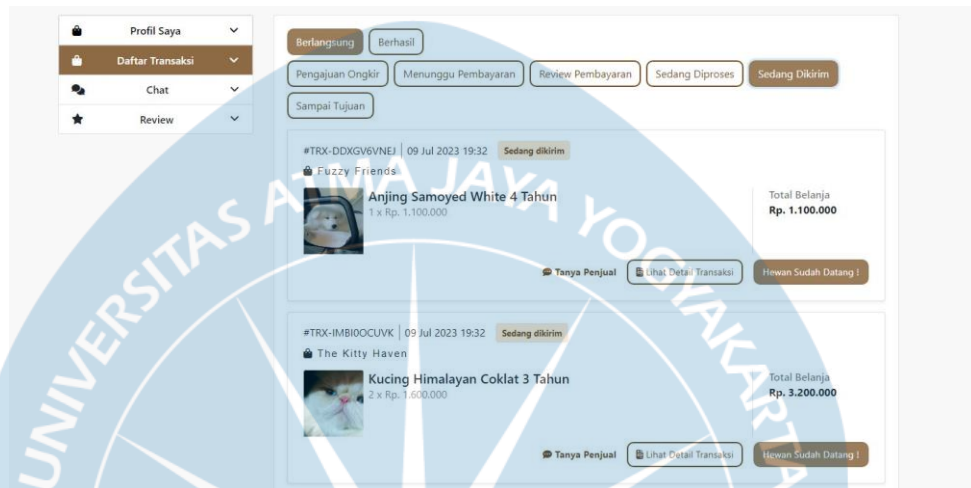 Profil Saya
Daftar Transaksi
Chat
Review
Berlangsung Berhasil
Pengajuan Ongkir Menunggu Pembayaran Review Pembayaran Sedang Diproses Sedang Dikirim
Sampai Tujuan
#TRX-DDXGV6VNEJ | 09 Jul 2023 19:32 Sedang dikirim
Fuzzy Friends
Anjing Samoyed White 4 Tahun
1 x Rp. 1.100.000
Total Belanja
Rp. 1.100.000
Tanya Penjual Lihat Detail Transaksi Hewan Sudah Datang !
#TRX-IMBI0OCUVK | 09 Jul 2023 19:32 Sedang dikirim
The Kitty Haven
Kucing Himalayan Coklat 3 Tahun
2 x Rp. 1.600.000
Total Belanja
Rp. 3.200.000
Tanya Penjual Lihat Detail Transaksi Hewan Sudah Datang !
UNIVERSITAS ATMA JAYA YOGYAKARTA